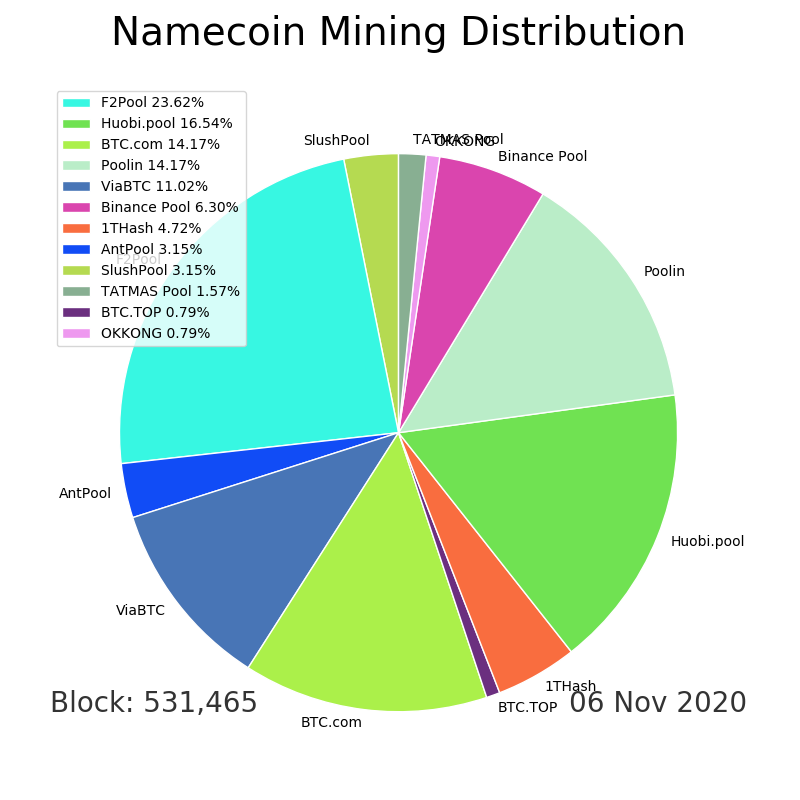 Namecoin Mining Distribution
F2Pool 23.62%
Huobi.pool 16.54%
BTC.com 14.17%
Poolin 14.17%
ViaBTC 11.02%
Binance Pool 6.30%
1THash 4.72%
AntPool 3.15%
SlushPool 3.15%
TATMAS Pool 1.57%
BTC.TOP 0.79%
OKKONG 0.79%
SlushPool
TATMAS Pool
OKKONG
Binance Pool
F2Pool
Poolin
AntPool
Huobi.pool
ViaBTC
1THash
BTC.TOP
BTC.com
Block: 531,465
06 Nov 2020